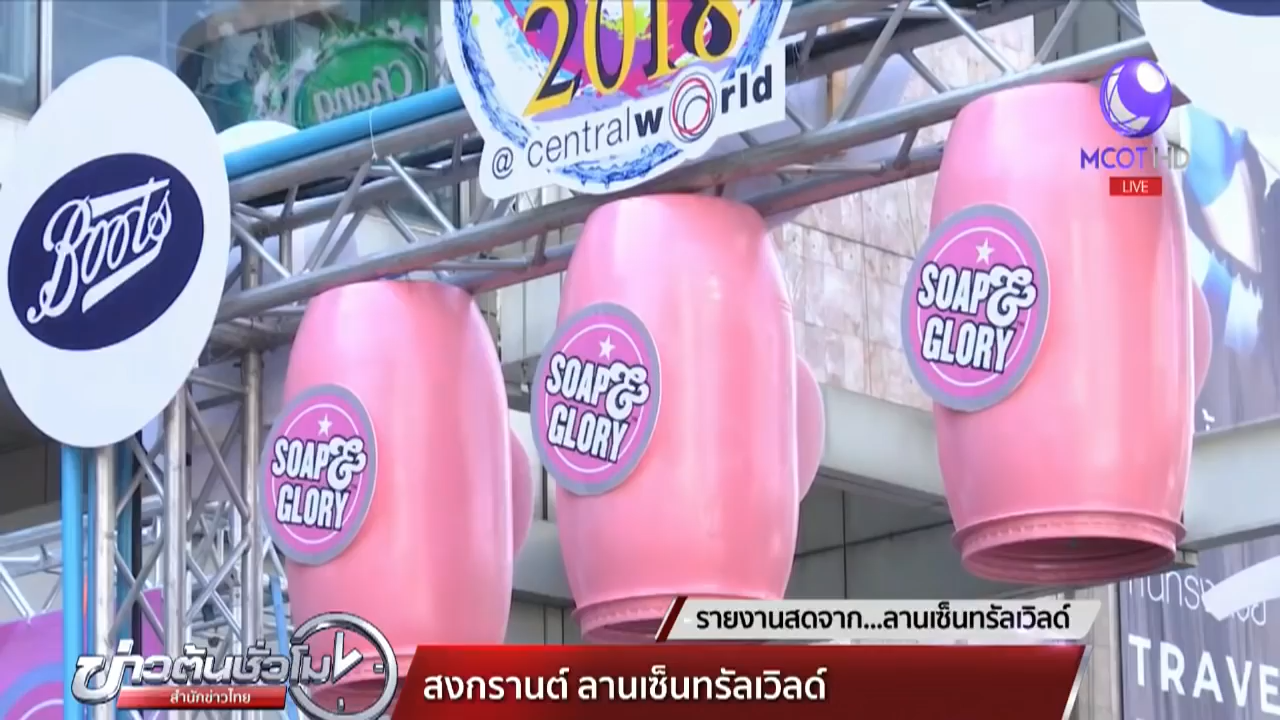 Chang
2018
@ centralwOrld
MCOT HD
LIVE
Boots
SOAP&
GLORY
SOAP&
GLORY
SOAP&
GLORY
TRAVE
รายงานสดจาก...ลานเซ็นทรัลเวิลด์
ข่าวต้นชั่วโมง
สำนักข่าวไทย
สงกรานต์ ลานเซ็นทรัลเวิลด์